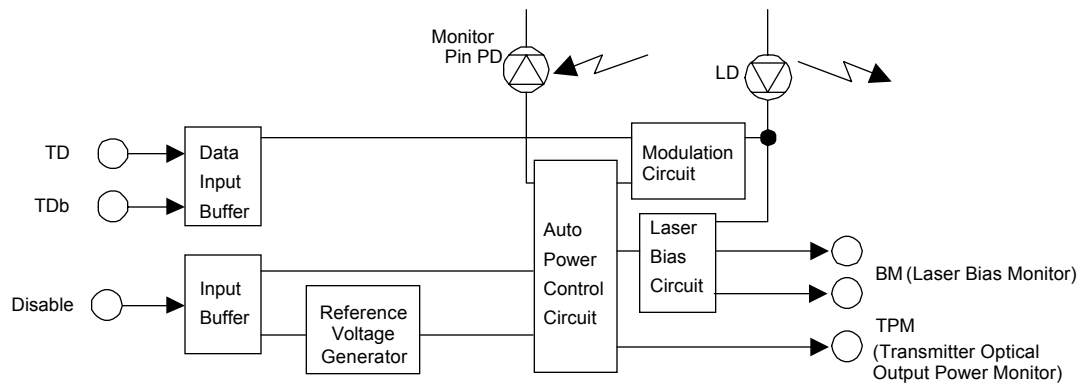 Monitor
Pin PD
LD
TD
TDb
Data
Input
Buffer
Modulation
Circuit
Auto
Power
Control
Circuit
Laser
Bias
Circuit
BM (Laser Bias Monitor)
Disable
Input
Buffer
Reference
Voltage
Generator
TPM
(Transmitter Optical
Output Power Monitor)